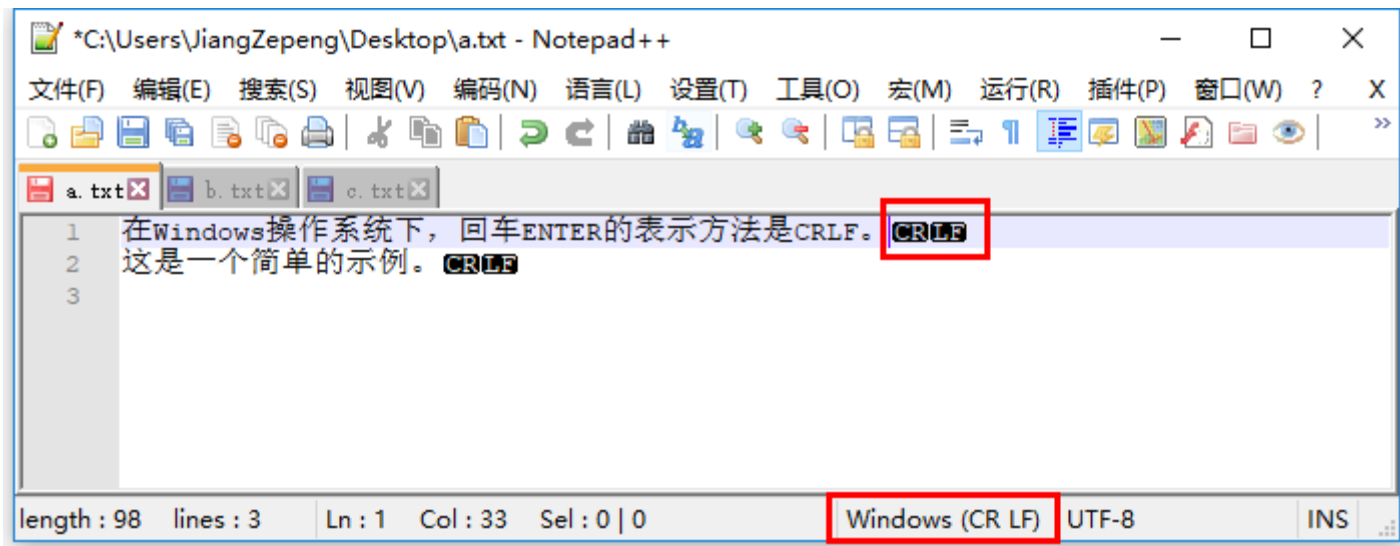 *C:\Users\JiangZepeng\Desktop\a.txt - Notepad++
文件(F) 编辑(E) 搜索(S) 视图(V) 编码(N) 语言(L) 设置(T) 工具(O) 宏(M) 运行(R) 插件(P) 窗口(W) ? X
a.txt b.txt c.txt
1 在Windows操作系统下，回车ENTER的表示方法是CRLF。CRLF
2 这是一个简单的示例。CRLF
3
length : 98 lines : 3 Ln : 1 Col : 33 Sel : 0 | 0 Windows (CR LF) UTF-8 INS